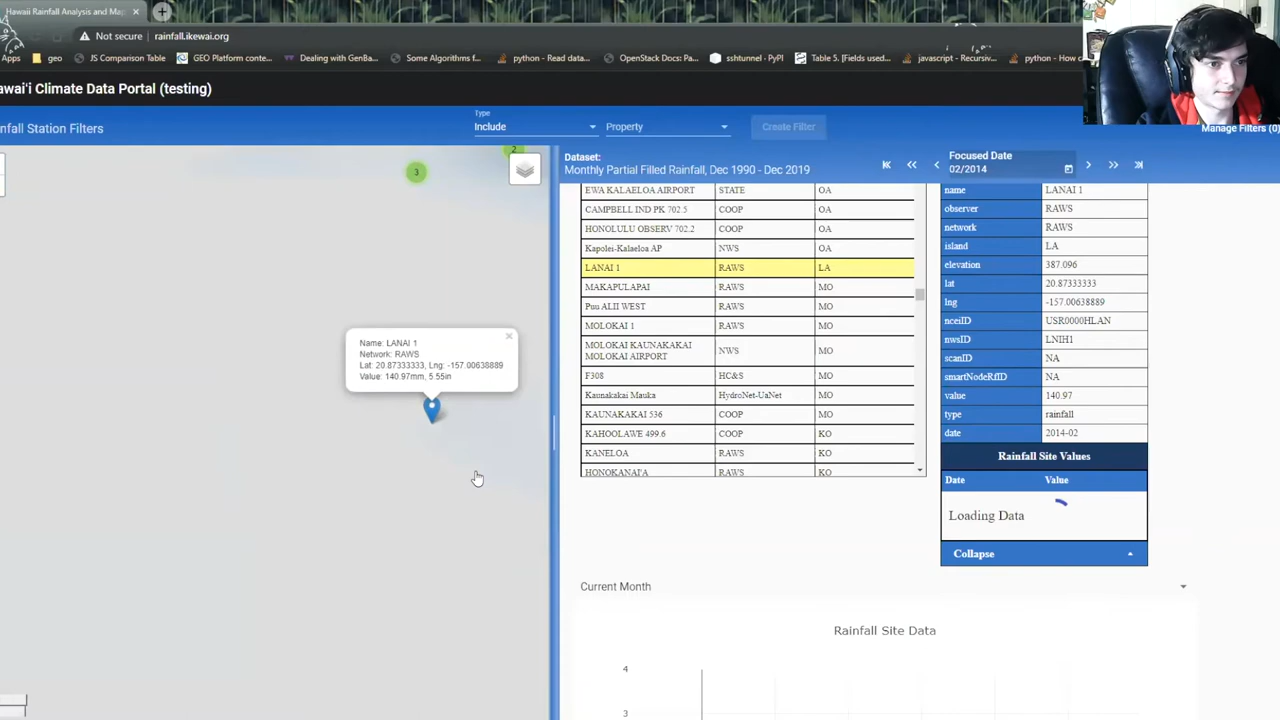 Hawaii Rainfall Analysis and Map
Not secure rainfall.ikewai.org
Apps geo JS Comparison Table GEO Platform conte... Dealing with GenBa... Some Algorithms f... python - Read data... OpenStack Docs: Pa... sshtunnel · PyPI Table 5. [Fields used... javascript - Recursiv... python - How c
awai'i Climate Data Portal (testing)
nfall Station Filters
Type
Include
Property
Create Filter
Manage Filters (0)
3
2
Dataset:
Monthly Partial Filled Rainfall, Dec 1990 - Dec 2019
Focused Date
02/2014
Name: LANAI 1
Network: RAWS
Lat: 20.87333333, Lng: -157.00638889
Value: 140.97mm, 5.55in
EWA KALAELOA AIRPORT STATE OA
CAMPBELL IND PK 702.5 COOP OA
HONOLULU OBSERV 702.2 COOP OA
Kapolei-Kalaeloa AP NWS OA
LANAI 1 RAWS LA
MAKAPULAPAI RAWS MO
Puu ALII WEST RAWS MO
MOLOKAI 1 RAWS MO
MOLOKAI KAUNAKAKAI
MOLOKAI AIRPORT NWS MO
F308 HC&S MO
Kaunakakai Mauka HydroNet-UaNet MO
KAUNAKAKAI 536 COOP MO
KAHOOLAWE 499.6 COOP KO
KANELOA RAWS KO
HONOKANAI'A RAWS KO
name LANAI 1
observer RAWS
network RAWS
island LA
elevation 387.096
lat 20.87333333
lng -157.00638889
nceiID USR0000HLAN
nwsID LNIH1
scanID NA
smartNodeRfID NA
value 140.97
type rainfall
date 2014-02
Rainfall Site Values
Date Value
Loading Data
Collapse
Current Month
Rainfall Site Data
4
3